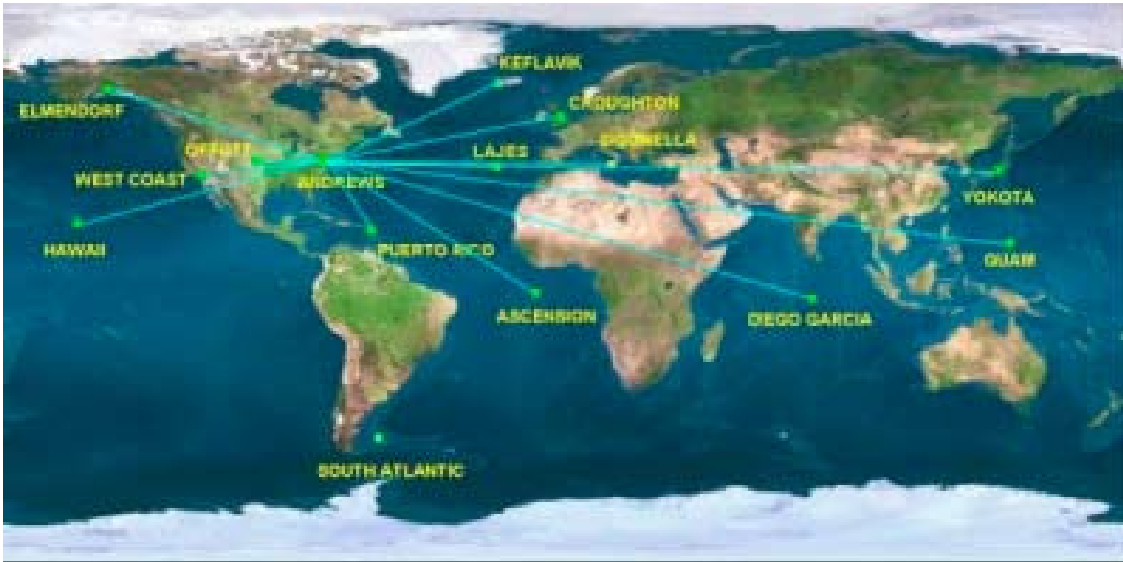 KEFLAVIK
ELMENDORF
CROUGHTON
OFFUTT
SIGONELLA
LAJES
WEST COAST
ANDREWS
YOKOTA
HAWAII
PUERTO RICO
GUAM
ASCENSION
DIEGO GARCIA
SOUTH ATLANTIC